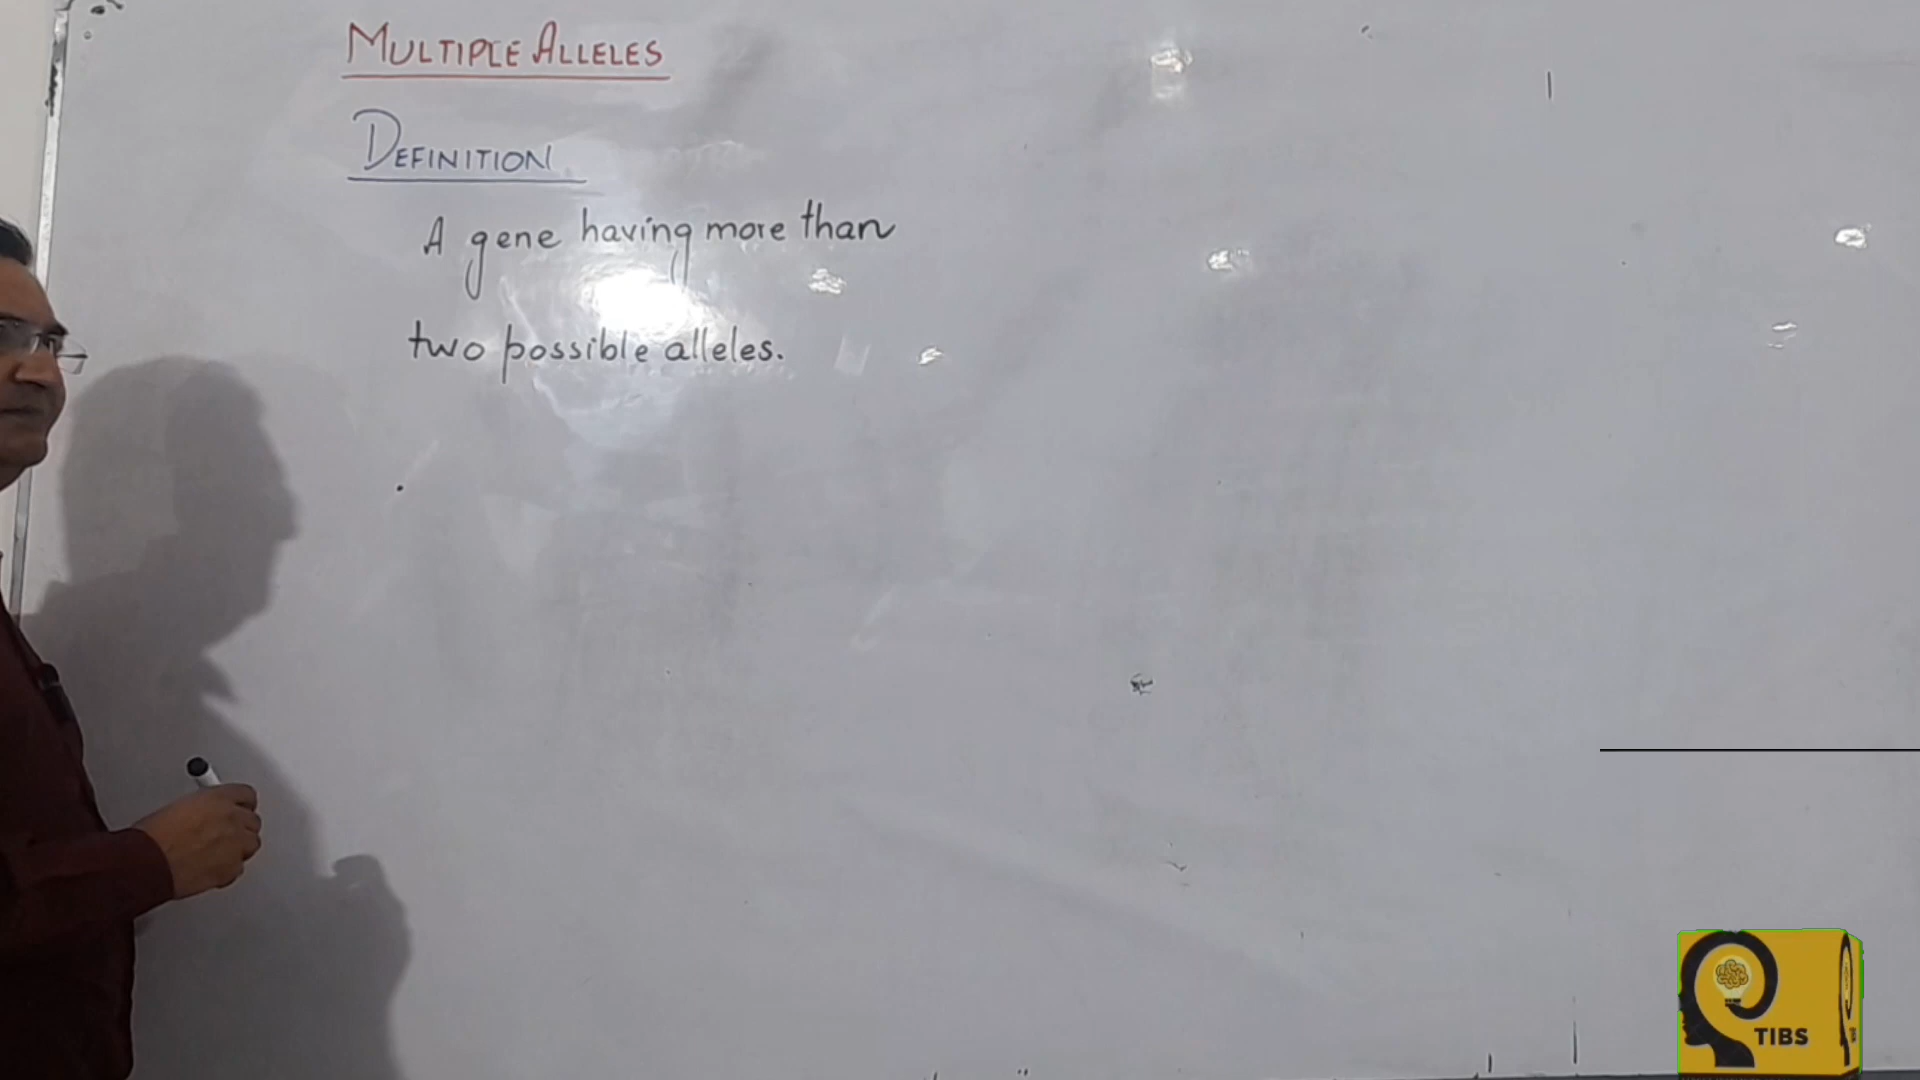 MULTIPLE ALLELES
DEFINITION
A gene having more than
two possible alleles.
TIBS